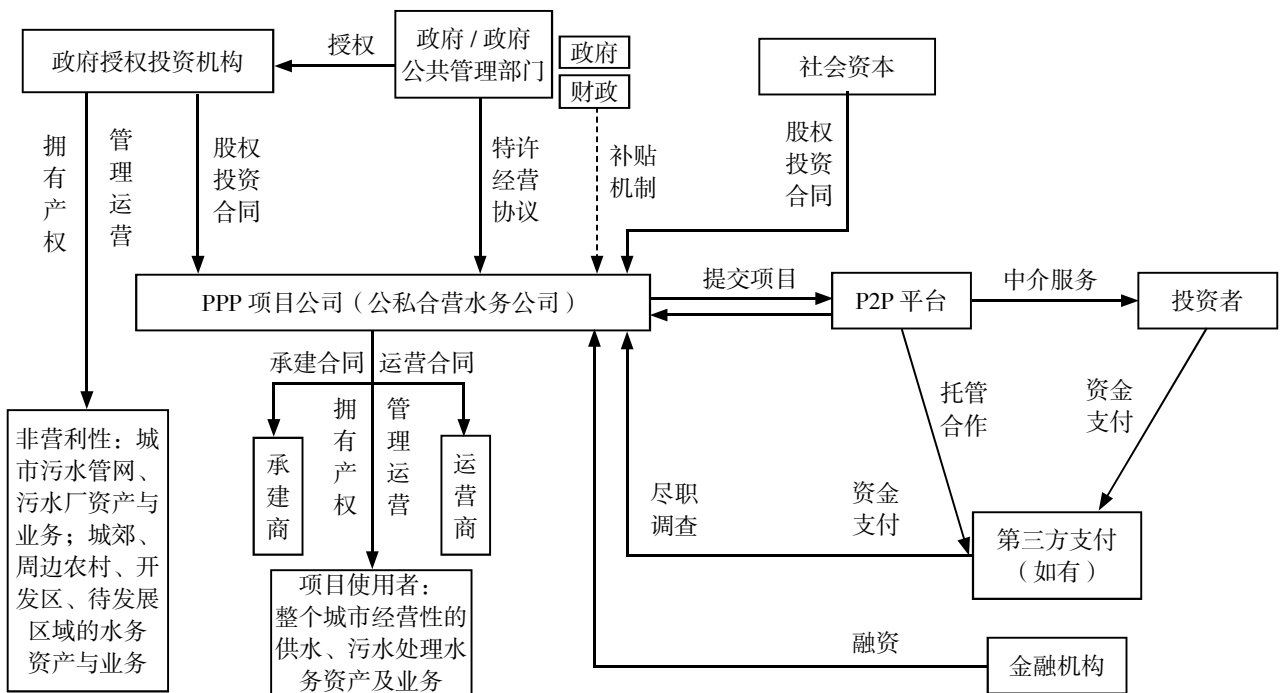 政府授权投资机构
授权
政府 / 政府
公共管理部门
政府
财政
社会资本
拥有产权
管理运营
股权
投资
合同
特许
经营
协议
补贴
机制
股权
投资
合同
PPP 项目公司（公私合营水务公司）
提交项目
P2P 平台
中介服务
投资者
承建合同
运营合同
承建商
拥有产权
管理运营
运营商
托管
合作
资金
支付
尽职
调查
资金
支付
第三方支付
（如有）
非营利性：城
市污水管网、
污水厂资产与
业务；城郊、
周边农村、开
发区、待发展
区域的水务
资产与业务
项目使用者：
整个城市经营性的
供水、污水处理水
务资产及业务
融资
金融机构